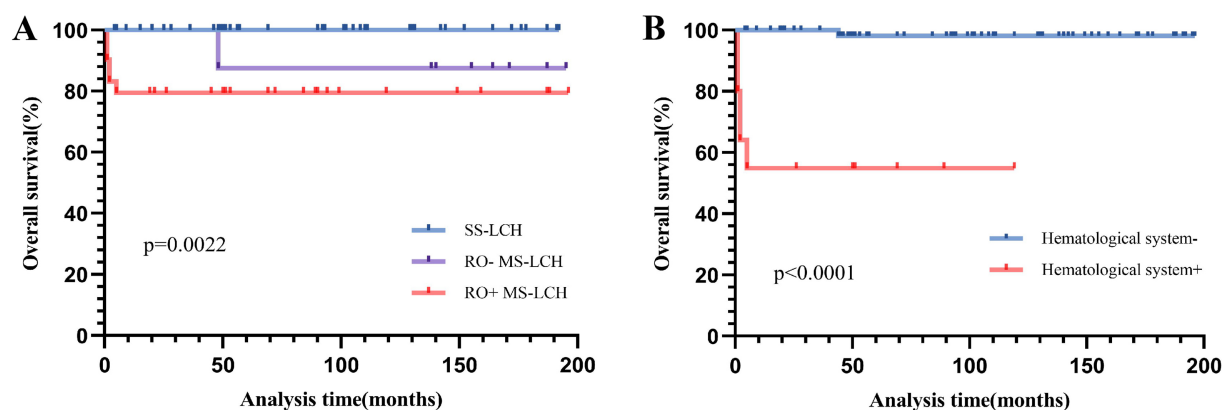 A
Overall survival(%)
100
80
60
40
20
0
0 50 100 150 200
Analysis time(months)
p=0.0022
SS-LCH
RO- MS-LCH
RO+ MS-LCH
B
Overall survival(%)
100
80
60
40
20
0
0 50 100 150 200
Analysis time(months)
p<0.0001
Hematological system-
Hematological system+